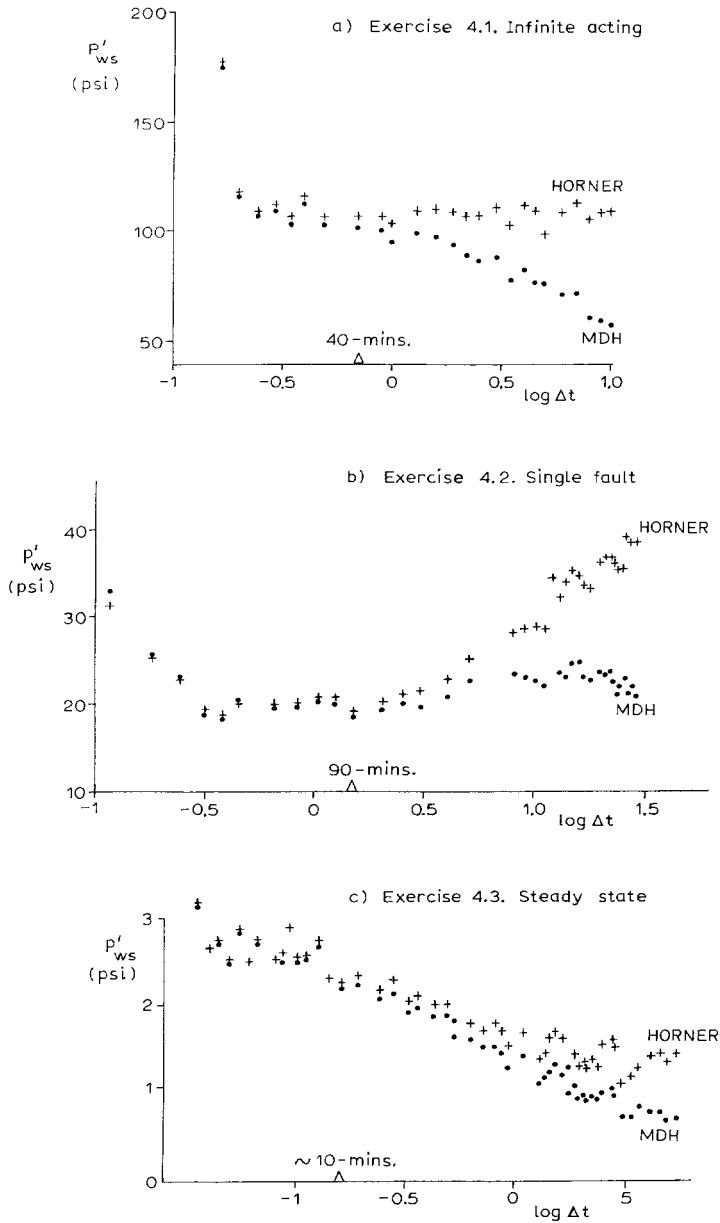 a) Exercise 4.1. Infinite acting
200
p'ws
(psi)
150
HORNER
100
50
40-mins.
MDH
-1
-0.5
0
0.5
1.0
log Δt
b) Exercise 4.2. Single fault
HORNER
40
p'ws
(psi)
30
20
MDH
90-mins.
10
-1
-0.5
0
0.5
1.0
1.5
log Δt
c) Exercise 4.3. Steady state
3
p'ws
(psi)
2
HORNER
1
MDH
~10-mins.
0
-1
-0.5
0
5
log Δt